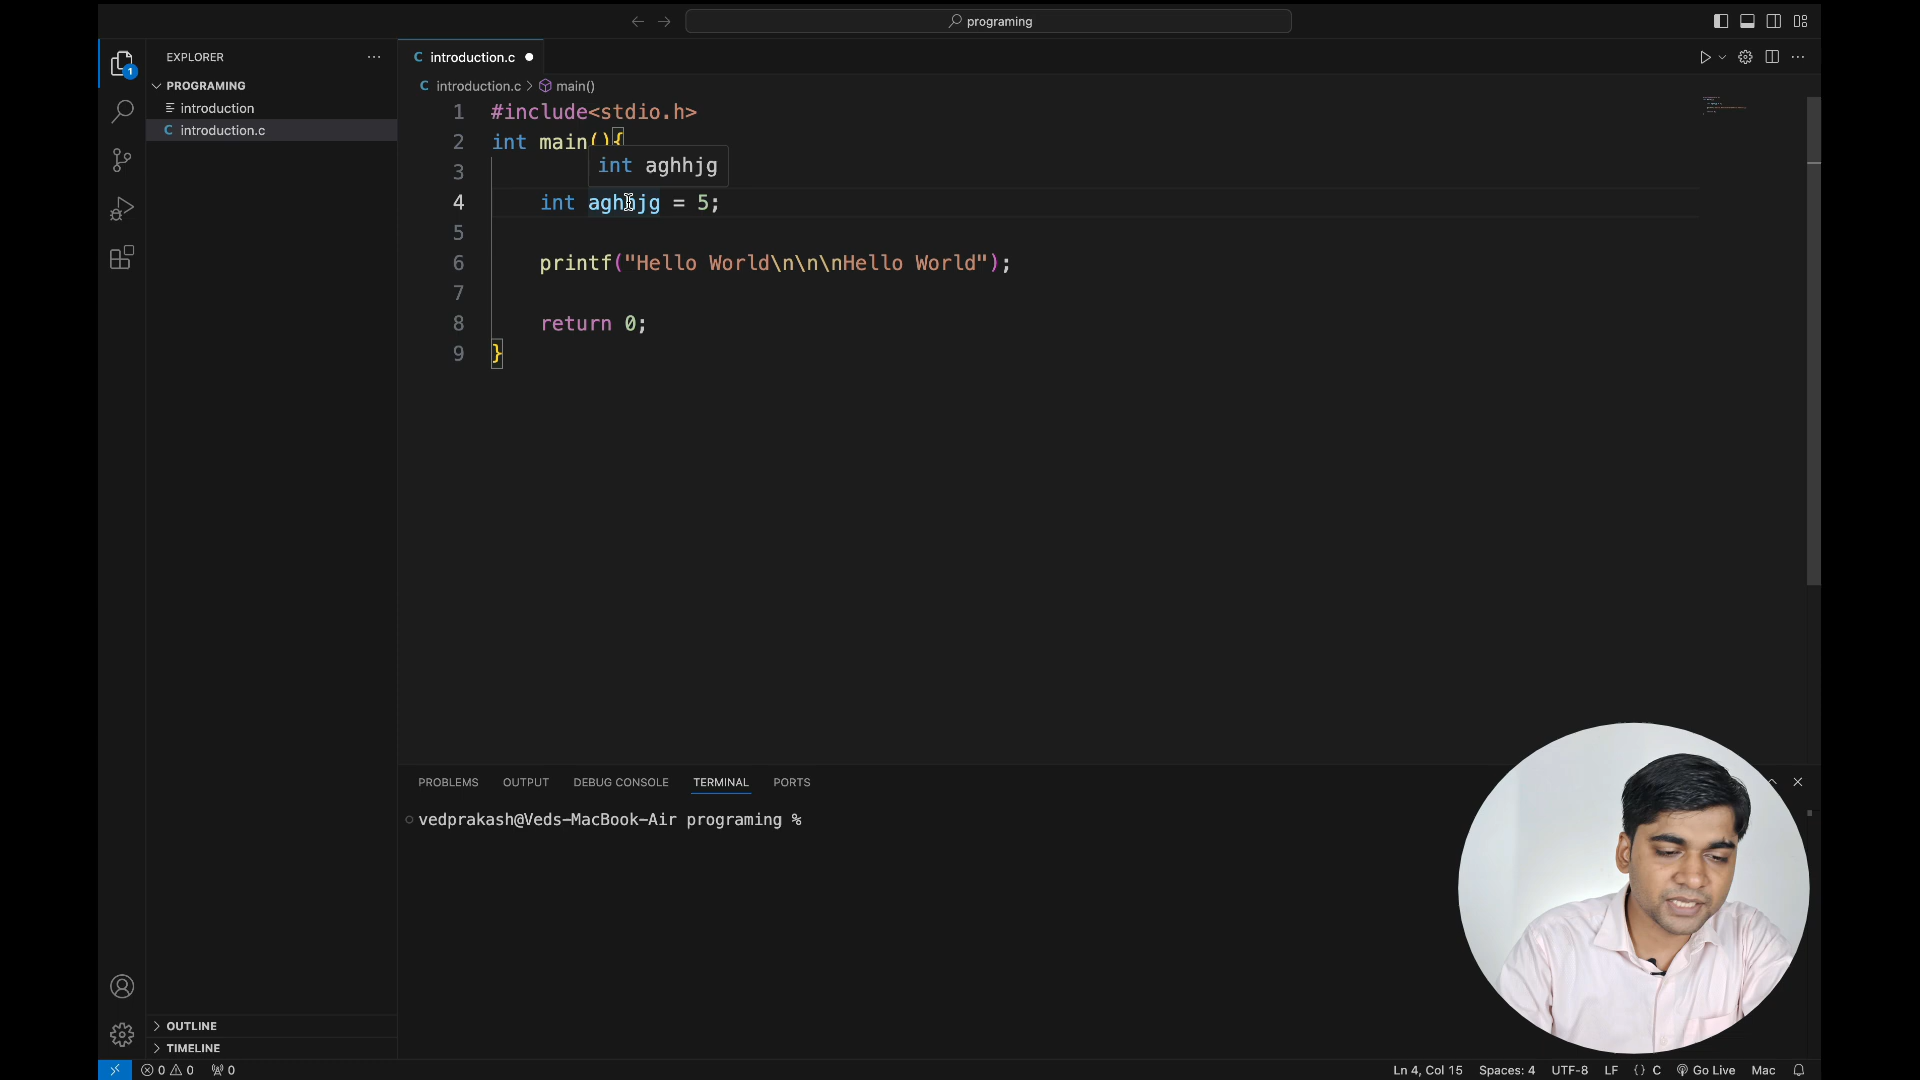 programing
EXPLORER
PROGRAMING
introduction
introduction.c
introduction.c
introduction.c > main()
1 #include<stdio.h>
2 int main(){
int aghhjg
3
4 int aghhjg = 5;
5
6 printf("Hello World\n\n\nHello World");
7
8 return 0;
9 }
PROBLEMS OUTPUT DEBUG CONSOLE TERMINAL PORTS
vedprakash@Veds-MacBook-Air programing %
OUTLINE
TIMELINE
0 0 0 Ln 4, Col 15 Spaces: 4 UTF-8 LF {} C Go Live Mac
1